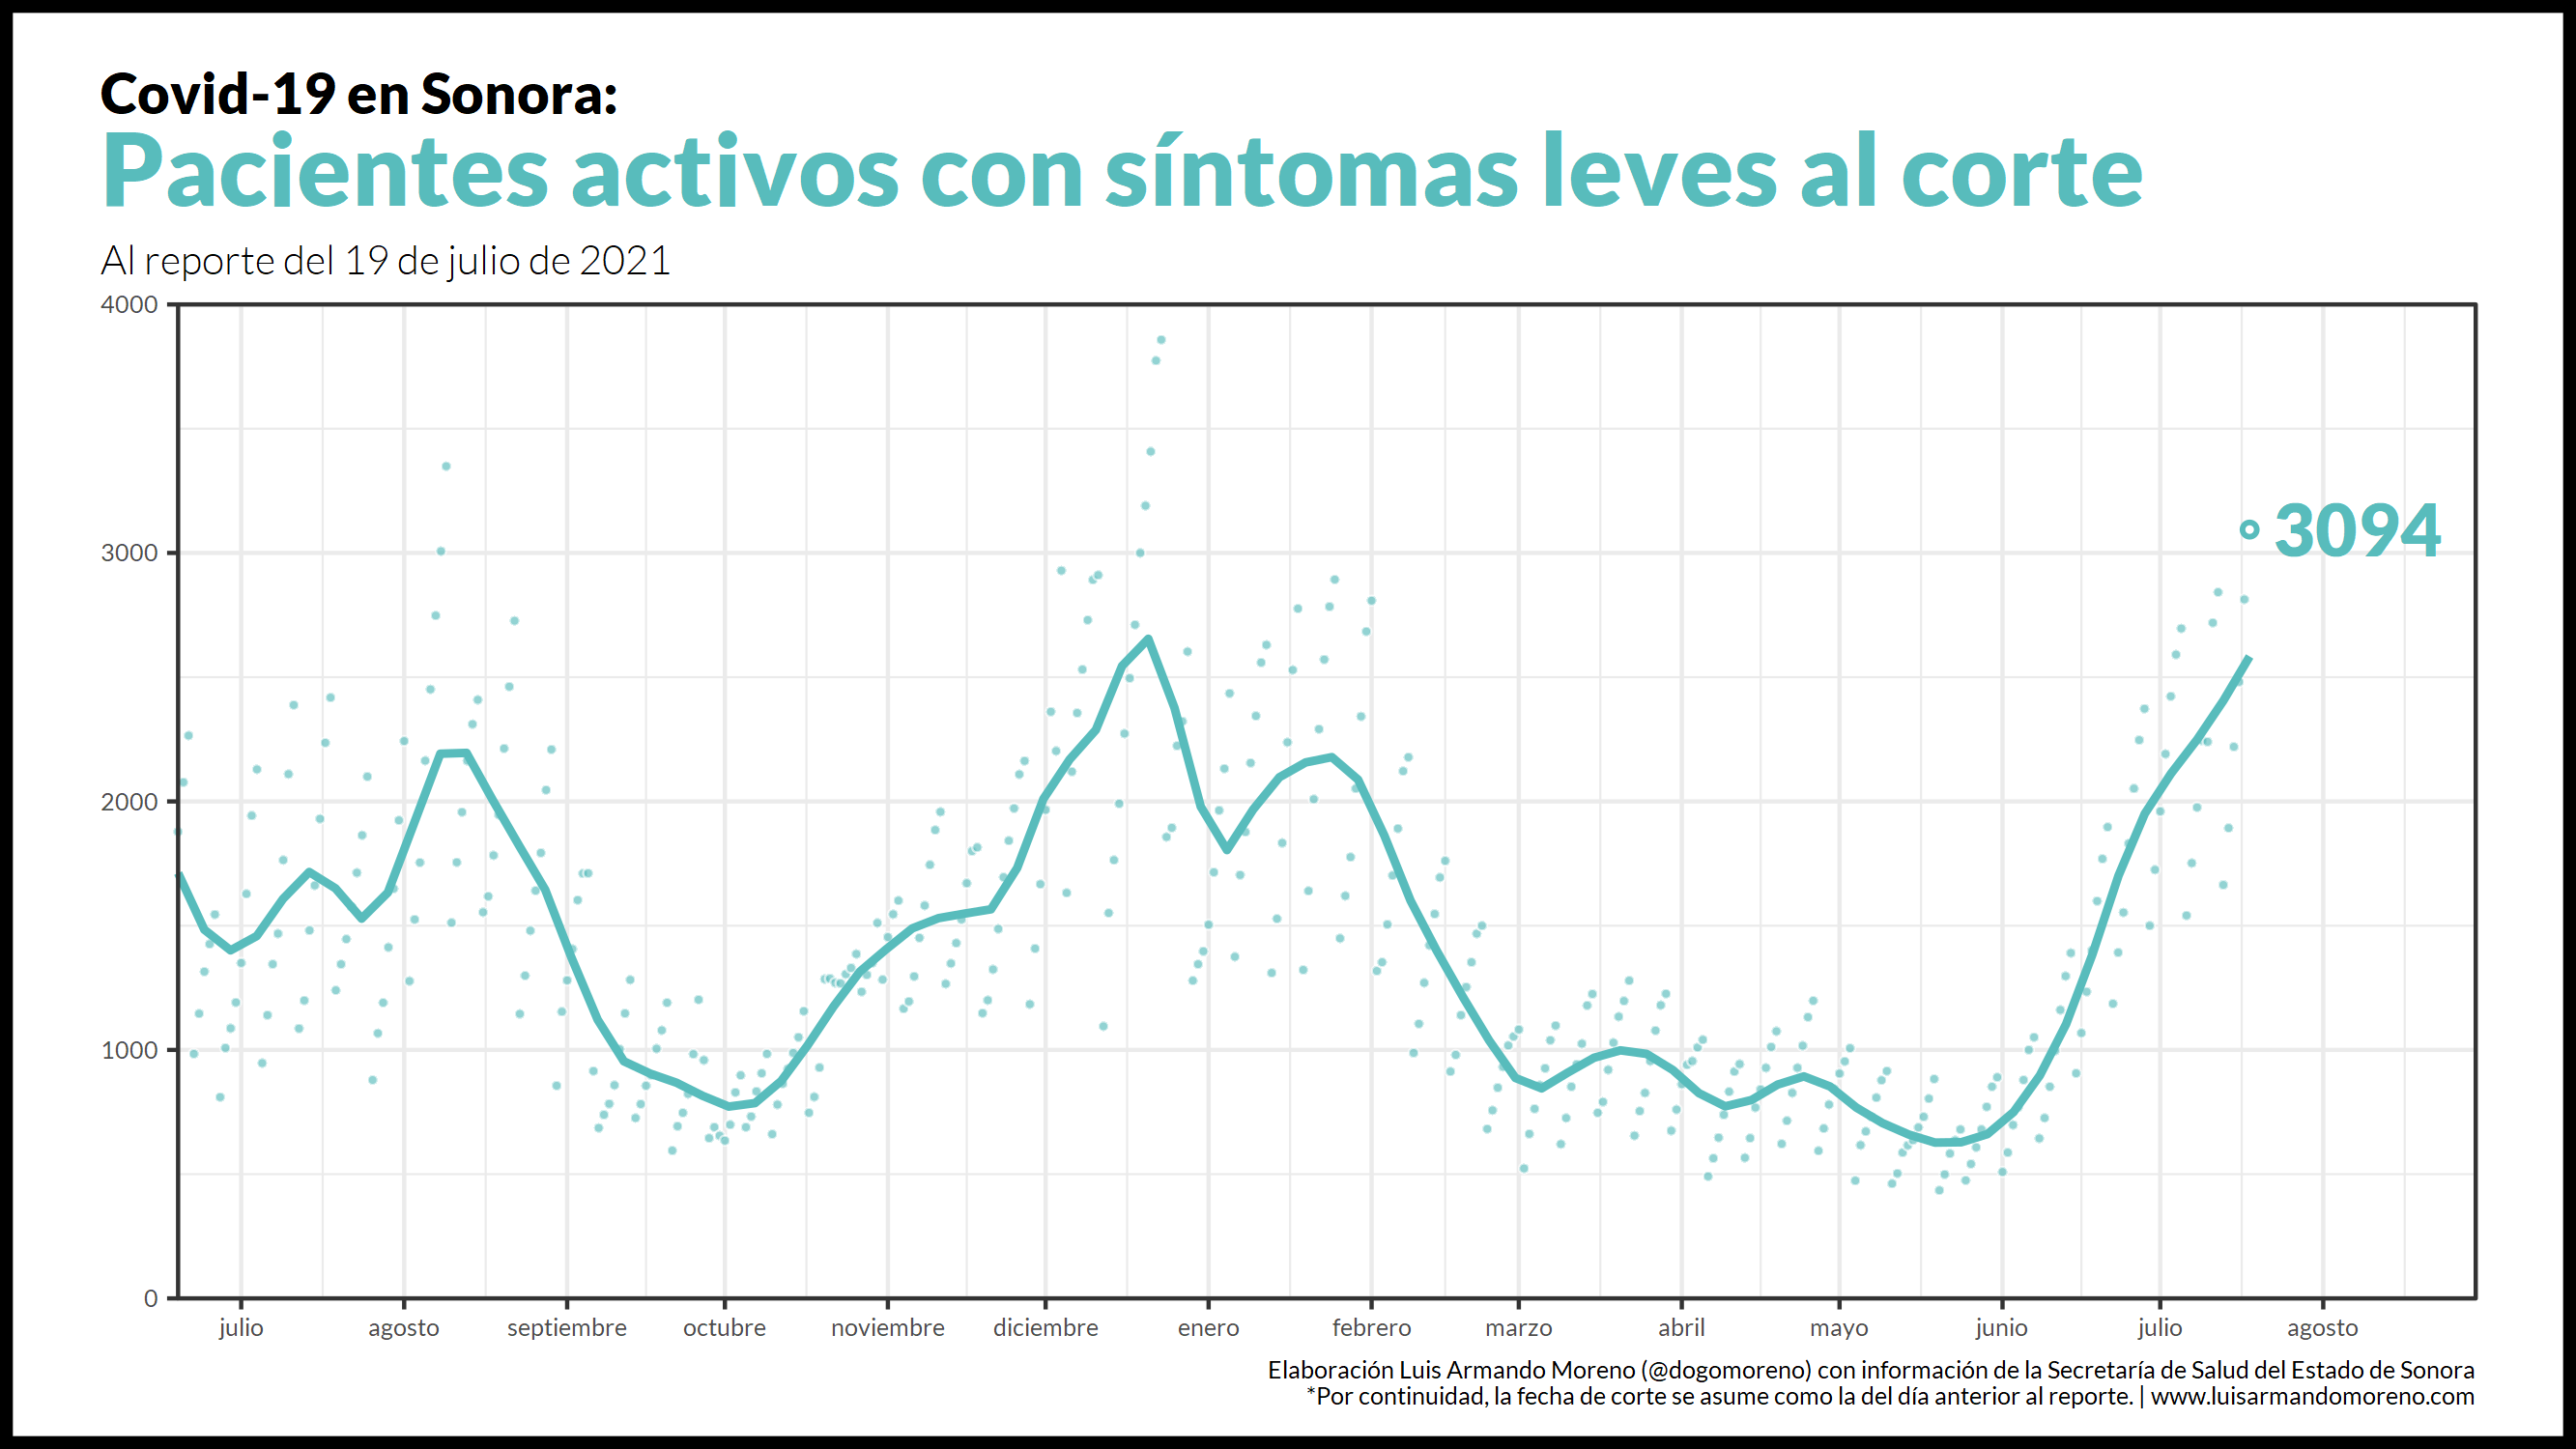 Covid-19 en Sonora:
Pacientes activos con síntomas leves al corte
Al reporte del 19 de julio de 2021
4000
3000
2000
1000
0
3094
julio agosto septiembre octubre noviembre diciembre enero febrero marzo abril mayo junio julio agosto
Elaboración Luis Armando Moreno (@dogomoreno) con información de la Secretaría de Salud del Estado de Sonora
*Por continuidad, la fecha de corte se asume como la del día anterior al reporte. | www.luisarmandomoreno.com